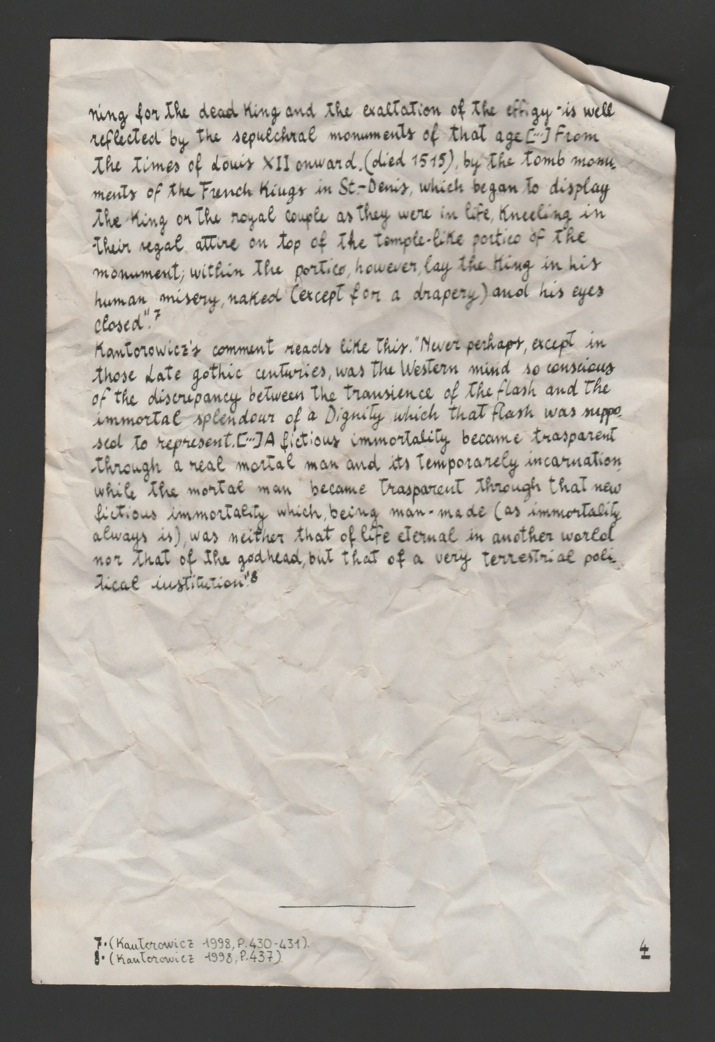 ning for the dead King and the exaltation of the effigy - is well
reflected by the sepulchral monuments of that age [...] From
the times of Louis XII onward, (died 1515), by the tomb monu
ments of the French Kings in St.-Denis, which began to display
the King or the royal couple as they were in life, Kneeling in
their regal attire on top of the temple-like portico of the
monument; within the portico, however, lay the King in his
human misery, naked (except for a drapery) and his eyes
closed".7
Kantorowicz's comment reads like this. "Never perhaps, except in
those Late gothic centuries, was the Western mind so conscious
of the discrepancy between the transience of the flash and the
immortal splendour of a Dignity which that flash was suppo
sed to represent. [...] A fictious immortality became trasparent
through a real mortal man and its temporarely incarnation,
while the mortal man became trasparent through that new
fictious immortality which, being man-made (as immortality
always is), was neither that of life eternal in another world
nor that of the godhead, but that of a very terrestrial poli
tical institution".8
7. (Kantorowicz 1998, P. 430-431).
8. (Kantorowicz 1998, P. 437)
4